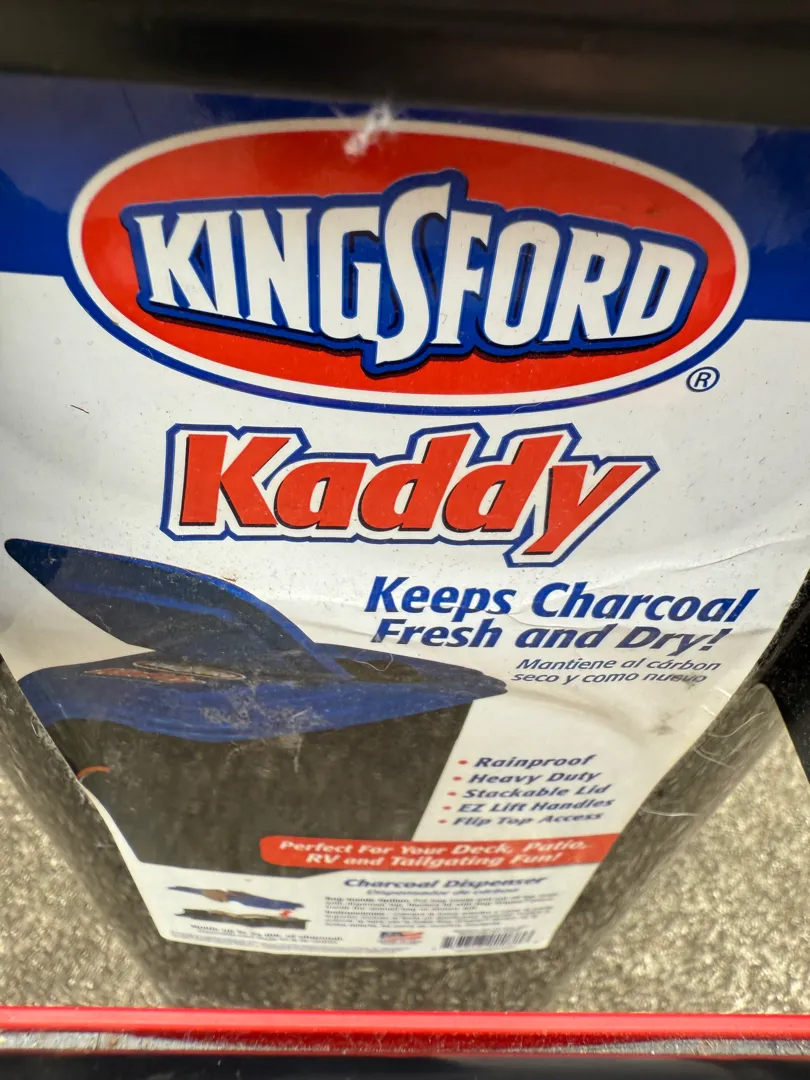 KINGSFORD
®
Kaddy
Keeps Charcoal
Fresh and Dry!
Mantiene al cárbon
seco y como nuevo
• Rainproof
• Heavy Duty
• Stackable Lid
• EZ Lift Handles
• Flip Top Access
Perfect For Your Deck, Patio,
RV and Tailgating Fun!
Charcoal Dispenser